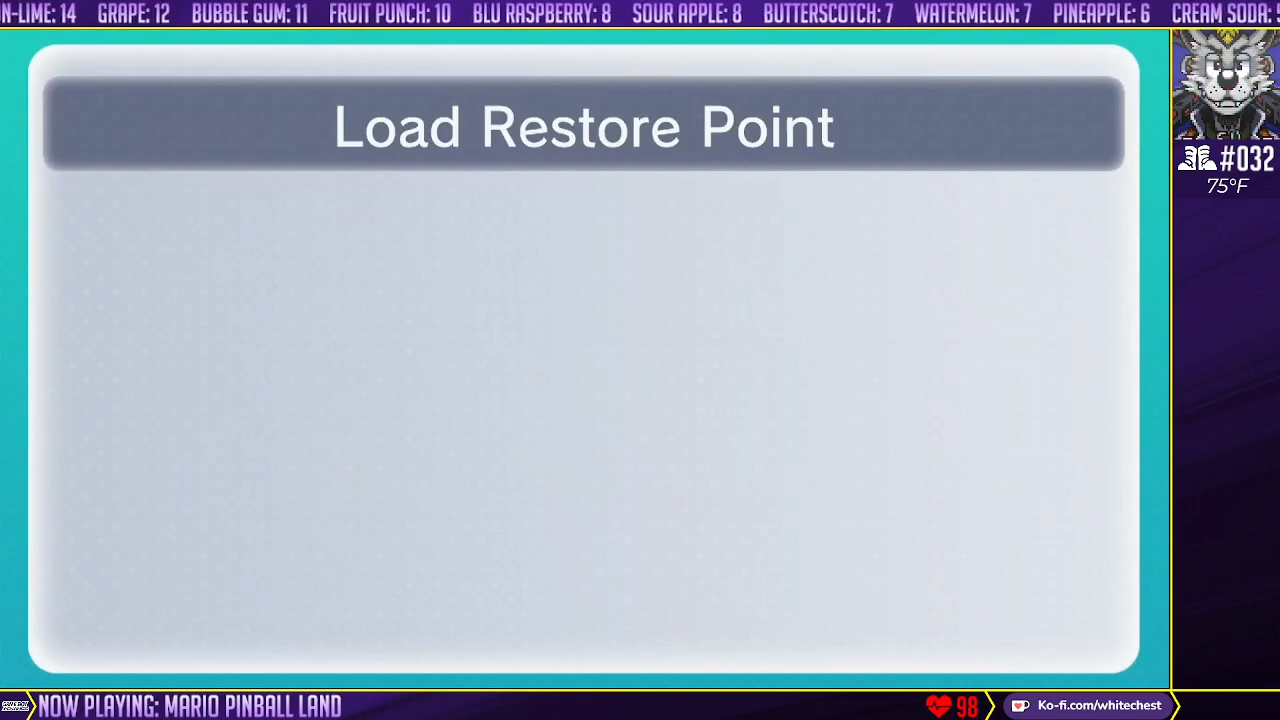 N-LIME: 14 GRAPE: 12 BUBBLE GUM: 11 FRUIT PUNCH: 10 BLU RASPBERRY: 8 SOUR APPLE: 8 BUTTERSCOTCH: 7 WATERMELON: 7 PINEAPPLE: 6 CREAM SODA:
Load Restore Point
#032
75°F
NOW PLAYING: MARIO PINBALL LAND
98
Ko-fi.com/whitechest